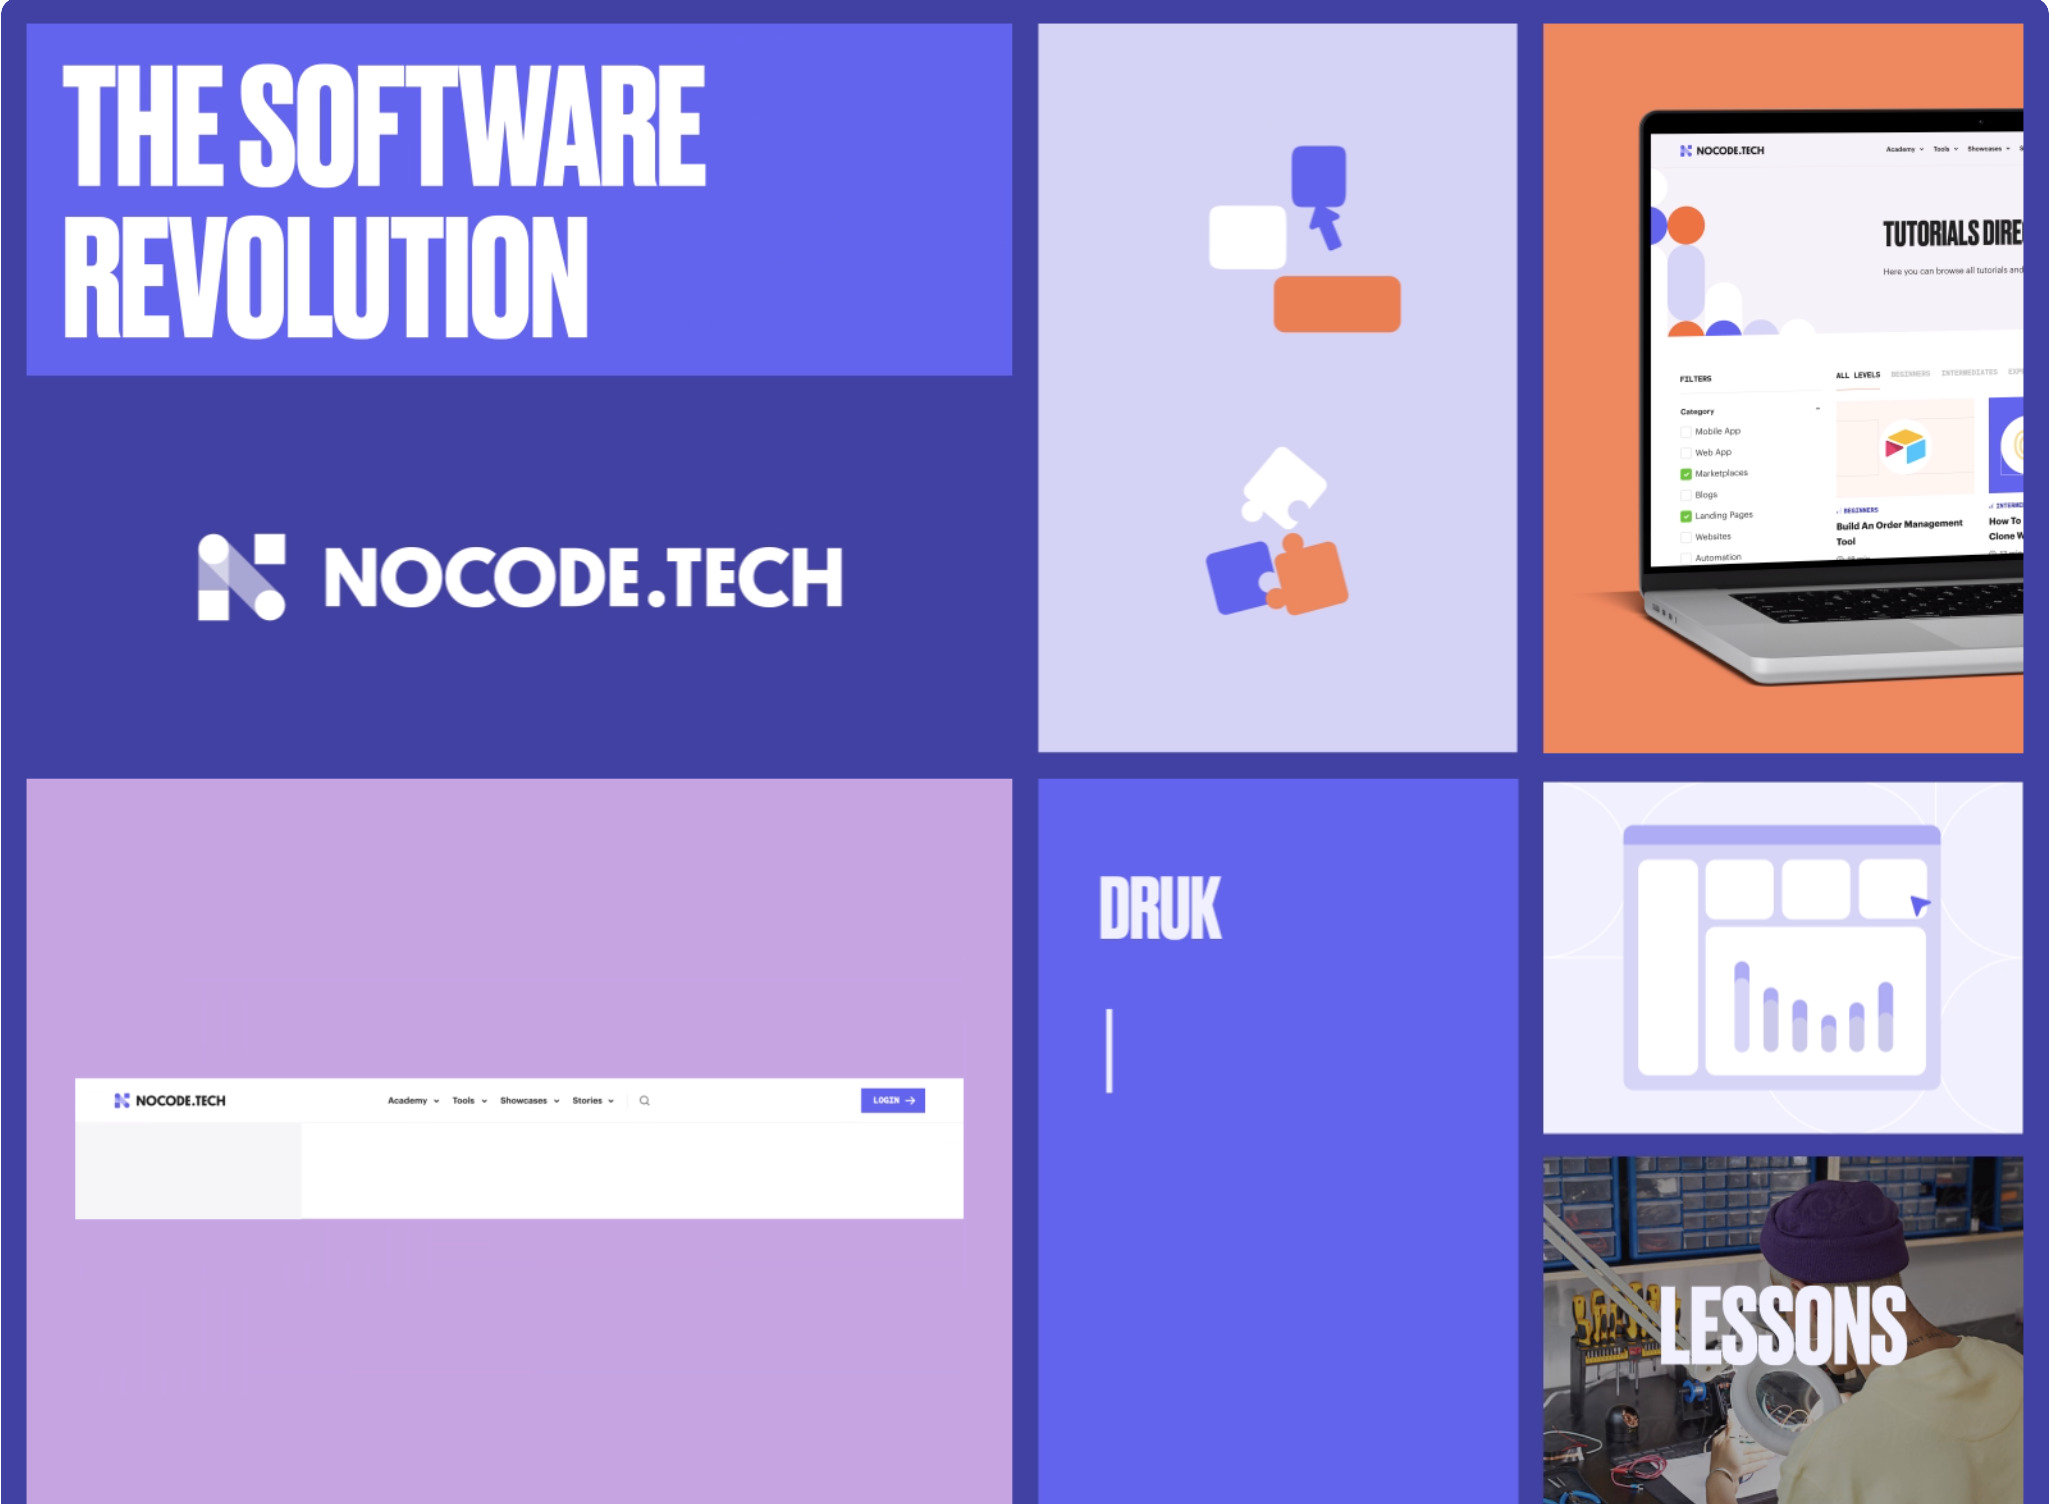 THE SOFTWARE
REVOLUTION
NOCODE.TECH
NOCODE.TECH
Academy Tools Showcases
TUTORIALS
Here you can browse all tutorials and
FILTERS
ALL LEVELS BEGINNERS INTERMEDIATES
Category
Mobile App
Web App
Marketplaces
Blogs
Landing Pages
Websites
Automation
BEGINNERS
Build An Order Management
Tool
How To
Clone
NOCODE.TECH
Academy Tools Showcases Stories
LOGIN
DRUK
LESSONS